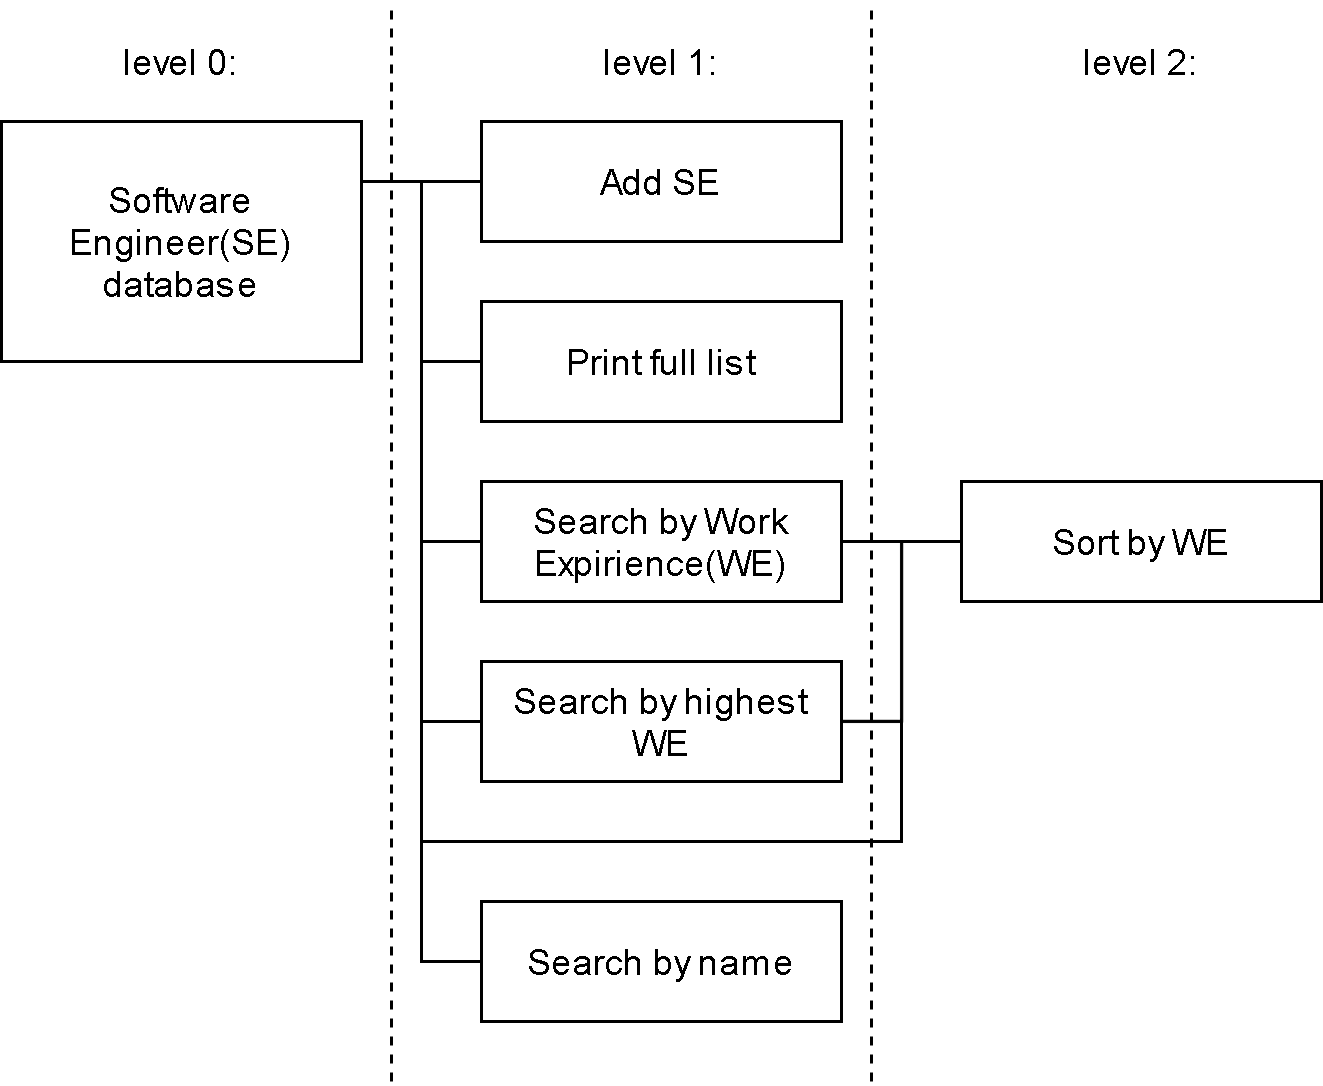 level 0:
level 1:
level 2:
Software
Engineer(SE)
database
Add SE
Print full list
Search by Work
Expirience(WE)
Sort by WE
Search by highest
WE
Search by name